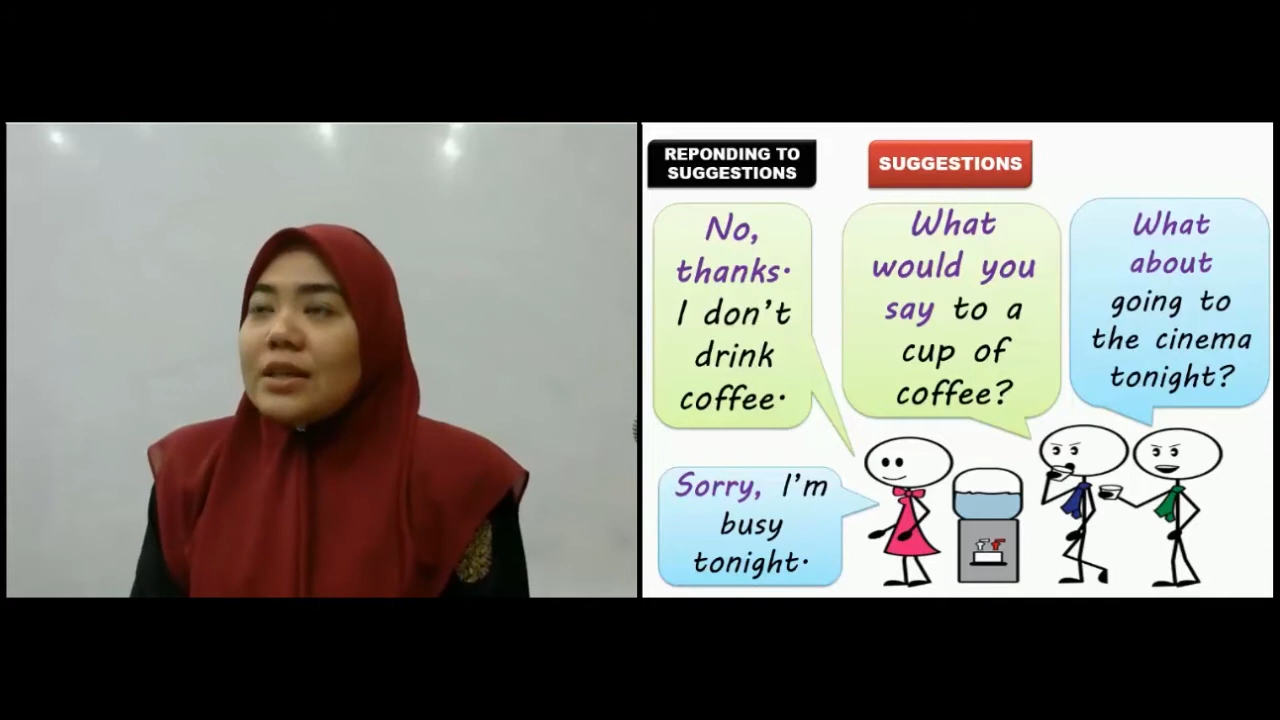 REPONDING TO
SUGGESTIONS
SUGGESTIONS
No,
thanks.
I don't
drink
coffee.
What
would you
say to a
cup of
coffee?
What
about
going to
the cinema
tonight?
Sorry, I'm
busy
tonight.